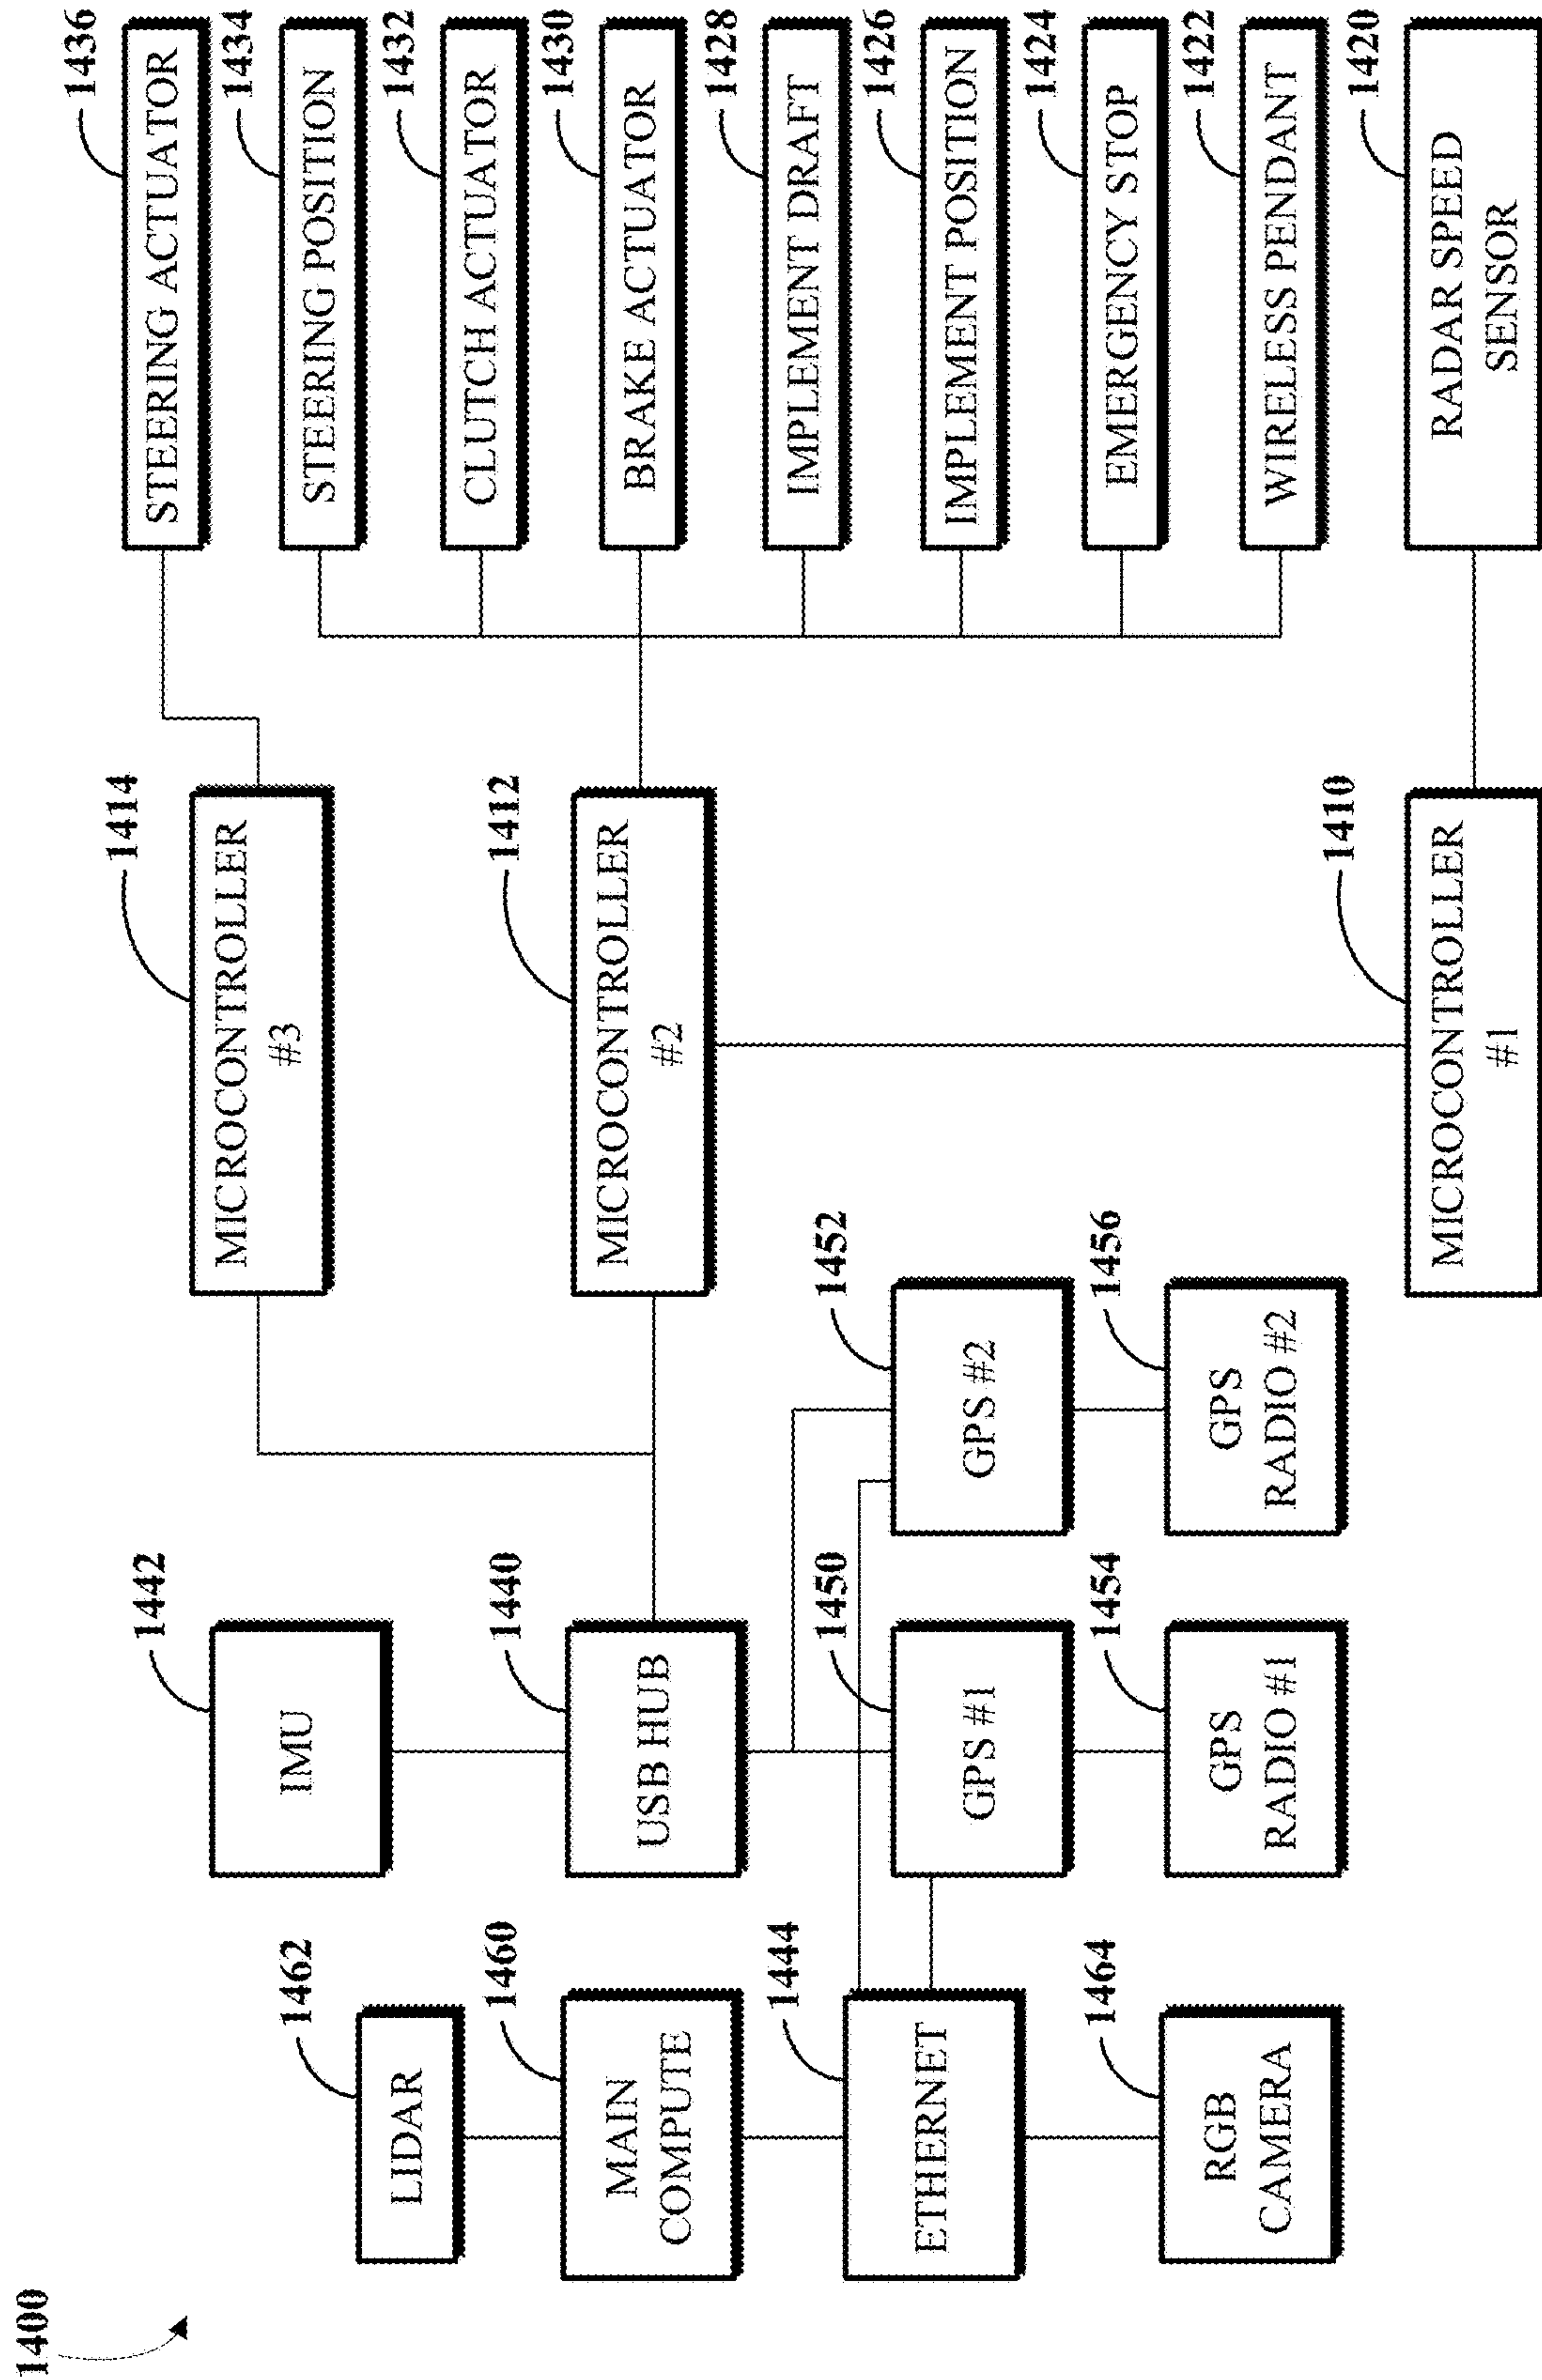 1400
LIDAR
1462
MAIN
COMPUTE
1460
ETHERNET
1444
RGB
CAMERA
1464
IMU
1442
USB HUB
1440
GPS #1
1450
GPS
RADIO #1
1454
GPS #2
1452
GPS
RADIO #2
1456
MICROCONTROLLER
#3
1414
MICROCONTROLLER
#2
1412
MICROCONTROLLER
#1
1410
STEERING ACTUATOR
1436
STEERING POSITION
1434
CLUTCH ACTUATOR
1432
BRAKE ACTUATOR
1430
IMPLEMENT DRAFT
1428
IMPLEMENT POSITION
1426
EMERGENCY STOP
1424
WIRELESS PENDANT
1422
RADAR SPEED
SENSOR
1420